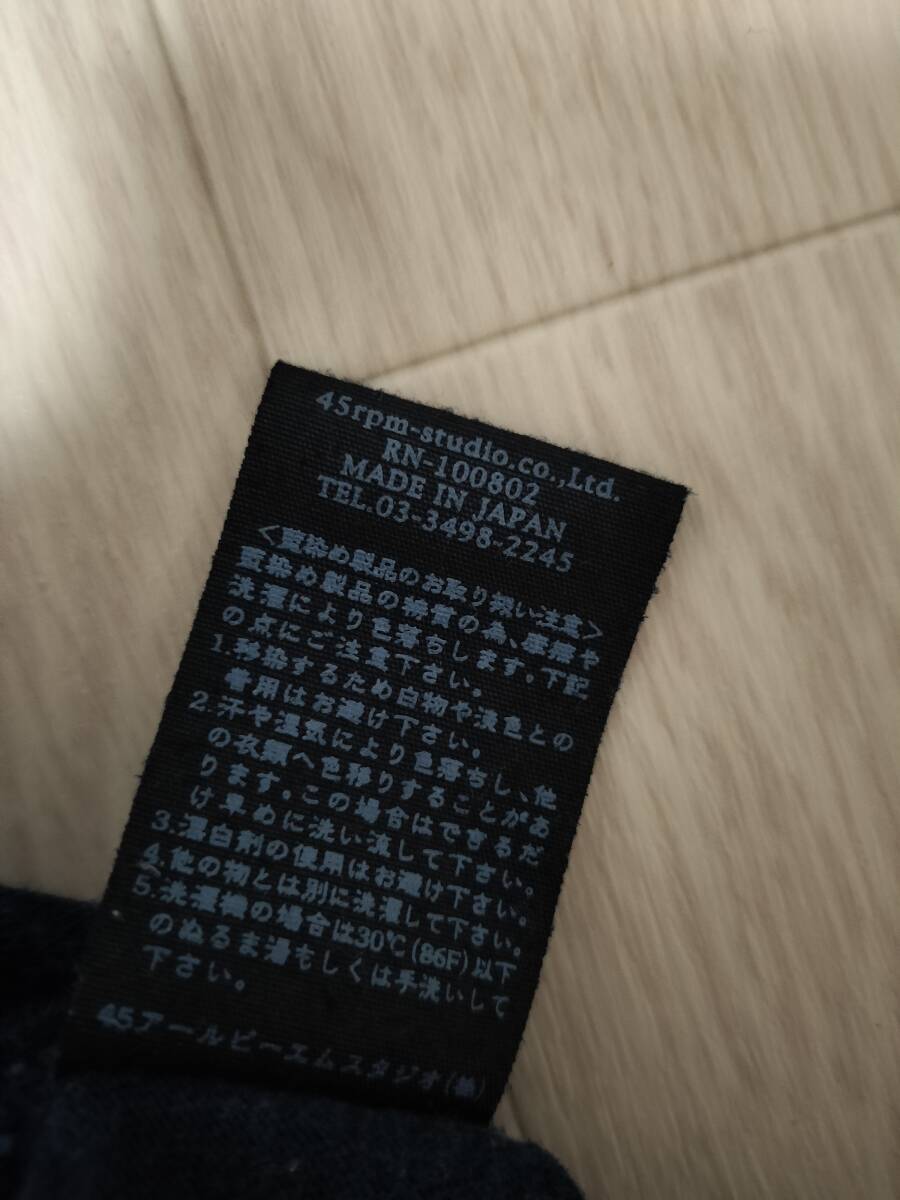 45rpm-studio.co.,Ltd.
RN-100802
MADE IN JAPAN
TEL.03-3498-2245
<藍染め製品のお取り扱い注意>
藍染め製品の特質の為、摩擦や
洗濯により色落ちします。下記
の点にご注意下さい。
1.移染するため白物や淡色との
着用はお避け下さい。
2.汗や湿気により色落ちし、他
の衣類へ色移りすることがあ
ります。この場合はできるだ
け早めに洗い流して下さい。
3.漂白剤の使用はお避け下さい。
4.他の物とは別に洗濯して下さい。
5.洗濯機の場合は30℃(86F)以下
のぬるま湯もしくは手洗いして
下さい。
45アールピーエムスタジオ(株)